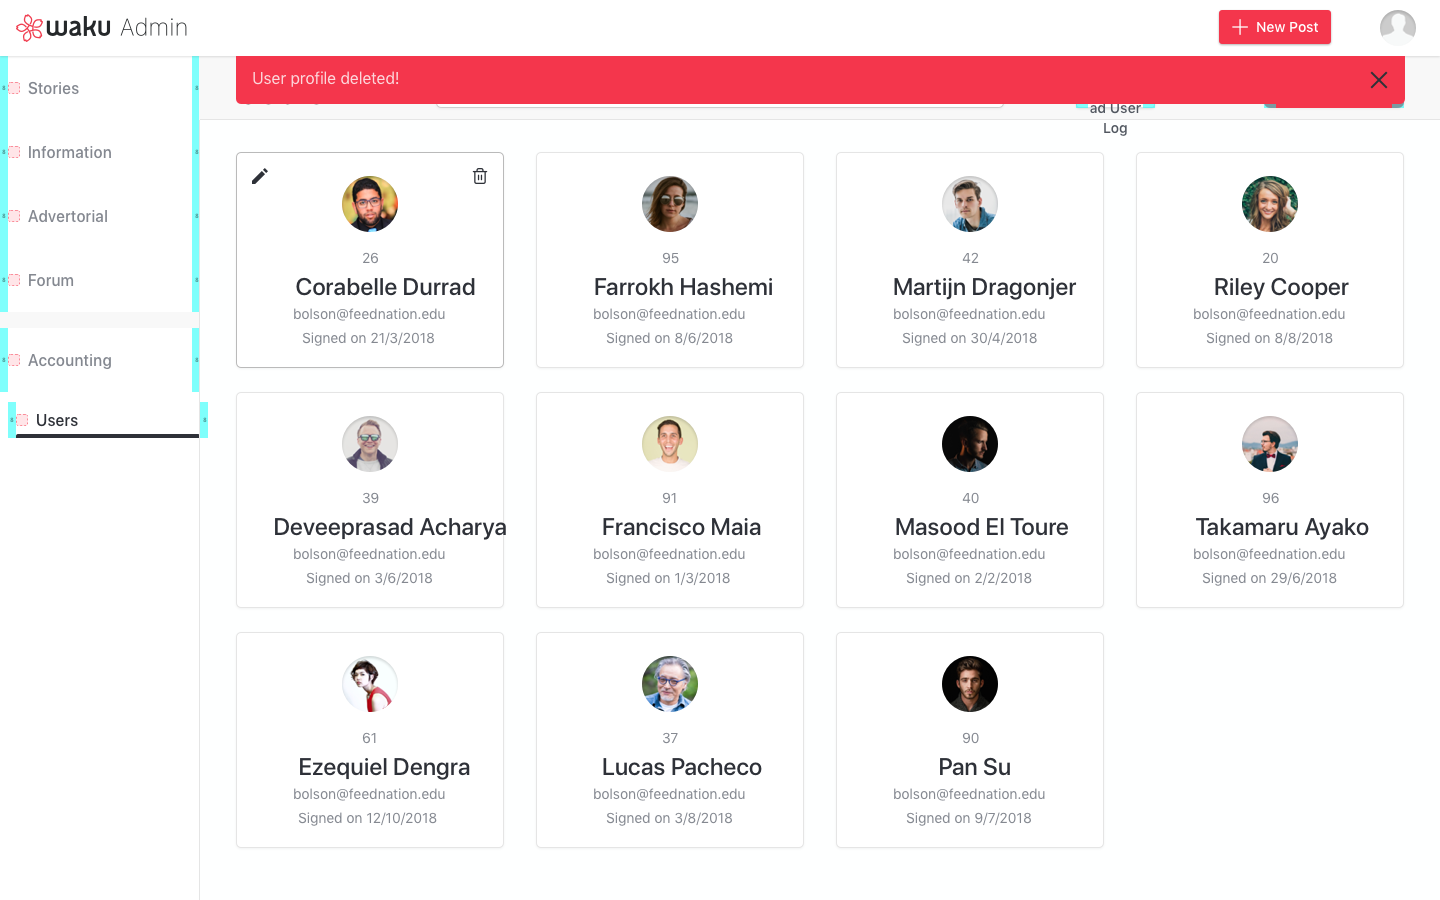 waku Admin
New Post
User profile deleted!
Stories
Information
Advertorial
Forum
Accounting
Users
ad User
Log
26
Corabelle Durrad
bolson@feednation.edu
Signed on 21/3/2018
95
Farrokh Hashemi
bolson@feednation.edu
Signed on 8/6/2018
42
Martijn Dragonjer
bolson@feednation.edu
Signed on 30/4/2018
20
Riley Cooper
bolson@feednation.edu
Signed on 8/8/2018
39
Deveeprasad Acharya
bolson@feednation.edu
Signed on 3/6/2018
91
Francisco Maia
bolson@feednation.edu
Signed on 1/3/2018
40
Masood El Toure
bolson@feednation.edu
Signed on 2/2/2018
96
Takamaru Ayako
bolson@feednation.edu
Signed on 29/6/2018
61
Ezequiel Dengra
bolson@feednation.edu
Signed on 12/10/2018
37
Lucas Pacheco
bolson@feednation.edu
Signed on 3/8/2018
90
Pan Su
bolson@feednation.edu
Signed on 9/7/2018